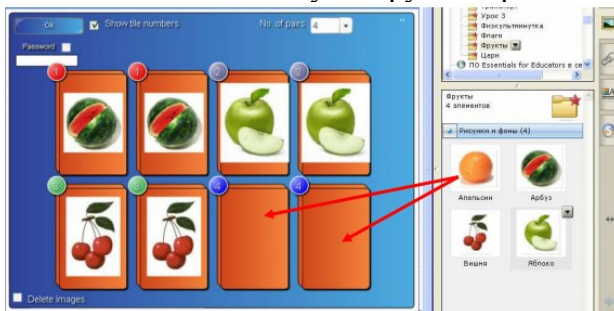 Ok
Show tile numbers
No. of pairs 4
Password
1
1
2
2
3
3
4
4
Delete images
Урок 3
Физкультминутка
Флаги
Фрукты
Цари
ПО Essentials for Educators в се
Фрукты
4 элементов
Рисунки и фоны (4)
Апельсин
Арбуз
Вишня
Яблоко